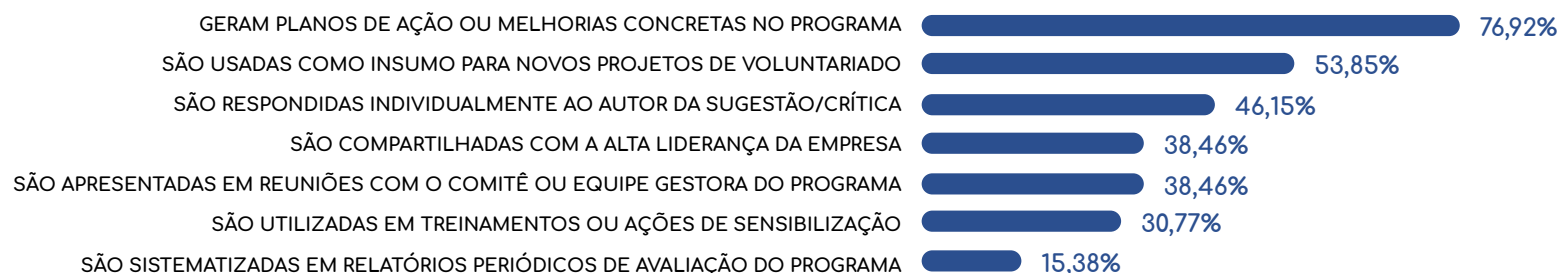 GERAM PLANOS DE AÇÃO OU MELHORIAS CONCRETAS NO PROGRAMA 76,92%
SÃO USADAS COMO INSUMO PARA NOVOS PROJETOS DE VOLUNTARIADO 53,85%
SÃO RESPONDIDAS INDIVIDUALMENTE AO AUTOR DA SUGESTÃO/CRÍTICA 46,15%
SÃO COMPARTILHADAS COM A ALTA LIDERANÇA DA EMPRESA 38,46%
SÃO APRESENTADAS EM REUNIÕES COM O COMITÊ OU EQUIPE GESTORA DO PROGRAMA 38,46%
SÃO UTILIZADAS EM TREINAMENTOS OU AÇÕES DE SENSIBILIZAÇÃO 30,77%
SÃO SISTEMATIZADAS EM RELATÓRIOS PERIÓDICOS DE AVALIAÇÃO DO PROGRAMA 15,38%